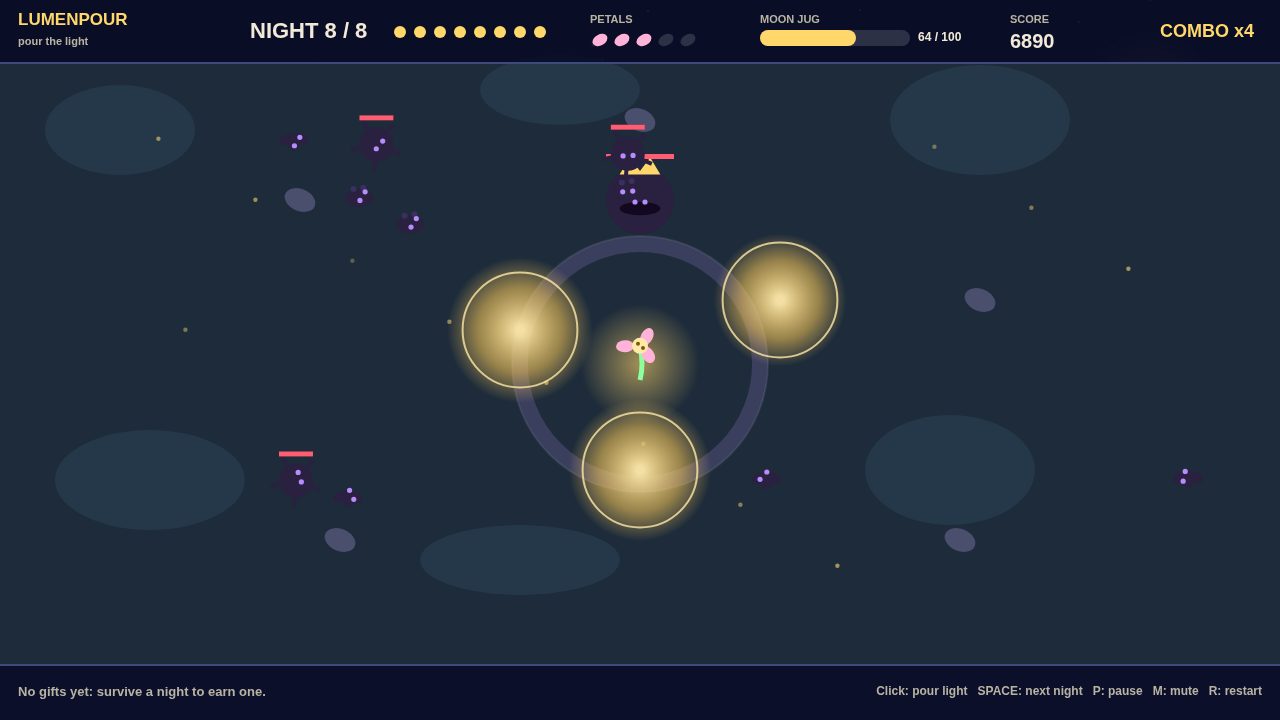 LUMENPOUR
pour the light
NIGHT 8 / 8
PETALS
MOON JUG
64 / 100
SCORE
6890
COMBO x4
No gifts yet: survive a night to earn one.
Click: pour light   SPACE: next night   P: pause   M: mute   R: restart